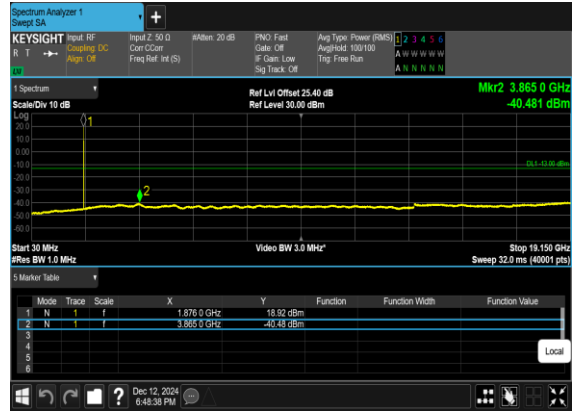 Spectrum Analyzer 1
Swept SA
+
KEYSIGHT Input: RF Input Z: 50 Ω #Atten: 20 dB PNO: Fast Avg Type: Power (RMS) 1 2 3 4 5 6
R T Coupling: DC Corr CCorr Gate: Off Avg|Hold: 100/100 A W W W W W
Align: Off Freq Ref: Int (S) IF Gain: Low Trig: Free Run
Sig Track: Off A N N N N N
1 Spectrum
Scale/Div 10 dB Ref Lvl Offset 25.40 dB Ref Level 30.00 dBm Mkr2 3.865 0 GHz -40.481 dBm
Log
20.0
10.0
0.00
-10.0
-20.0
-30.0
-40.0
-50.0
-60.0
1
2
DL1 -13.00 dBm
Start 30 MHz Video BW 3.0 MHz* Stop 19.150 GHz
#Res BW 1.0 MHz Sweep 32.0 ms (40001 pts)
5 Marker Table
Mode Trace Scale X Y Function Function Width Function Value
1 N 1 f 1.876 0 GHz 18.92 dBm
2 N 1 f 3.865 0 GHz -40.48 dBm
3
4
5
6
Local
? Dec 12, 2024
6:48:38 PM